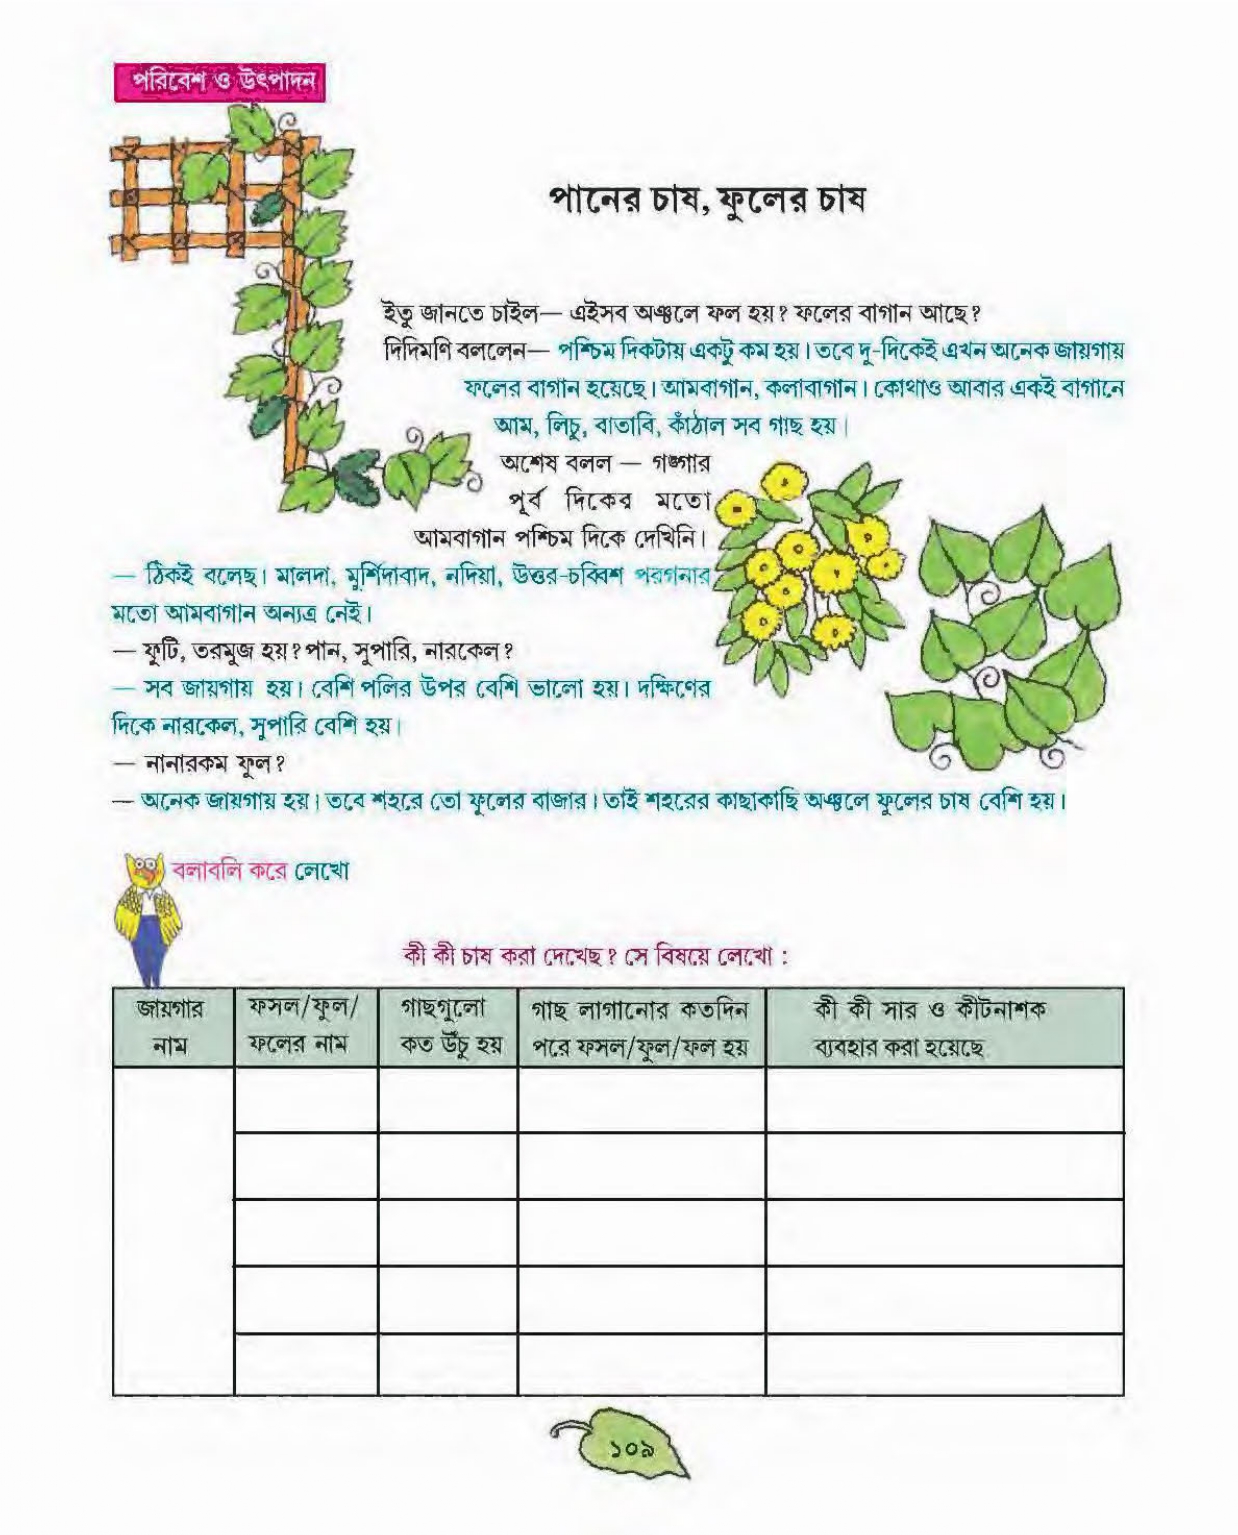 পরিবেশ ও উৎপাদন
পানের চাষ, ফুলের চাষ
ইতু জানতে চাইল— এইসব অঞ্চলে ফল হয়? ফলের বাগান আছে?
দিদিমণি বললেন— পশ্চিম দিকটায় একটু কম হয়। তবে দু-দিকেই এখন অনেক জায়গায়
ফলের বাগান হয়েছে। আমবাগান, কলাবাগান। কোথাও আবার একই বাগানে
আম, লিচু, বাতাবি, কাঁঠাল সব গাছ হয়।
অশেষ বলল — গঙ্গার
পূর্ব দিকের মতো
আমবাগান পশ্চিম দিকে দেখিনি।
— ঠিকই বলেছ। মালদা, মুর্শিদাবাদ, নদিয়া, উত্তর-চব্বিশ পরগনার
মতো আমবাগান অন্যত্র নেই।
— ফুটি, তরমুজ হয়? পান, সুপারি, নারকেল?
— সব জায়গায় হয়। বেশি পলির উপর বেশি ভালো হয়। দক্ষিণের
দিকে নারকেল, সুপারি বেশি হয়।
— নানারকম ফুল?
— অনেক জায়গায় হয়। তবে শহরে তো ফুলের বাজার। তাই শহরের কাছাকাছি অঞ্চলে ফুলের চাষ বেশি হয়।
বলাবলি করে লেখো
কী কী চাষ করা দেখেছ? সে বিষয়ে লেখো :
জায়গার নাম
ফসল/ফুল/ফলের নাম
গাছগুলো কত উঁচু হয়
গাছ লাগানোর কতদিন পরে ফসল/ফুল/ফল হয়
কী কী সার ও কীটনাশক ব্যবহার করা হয়েছে
১০৯